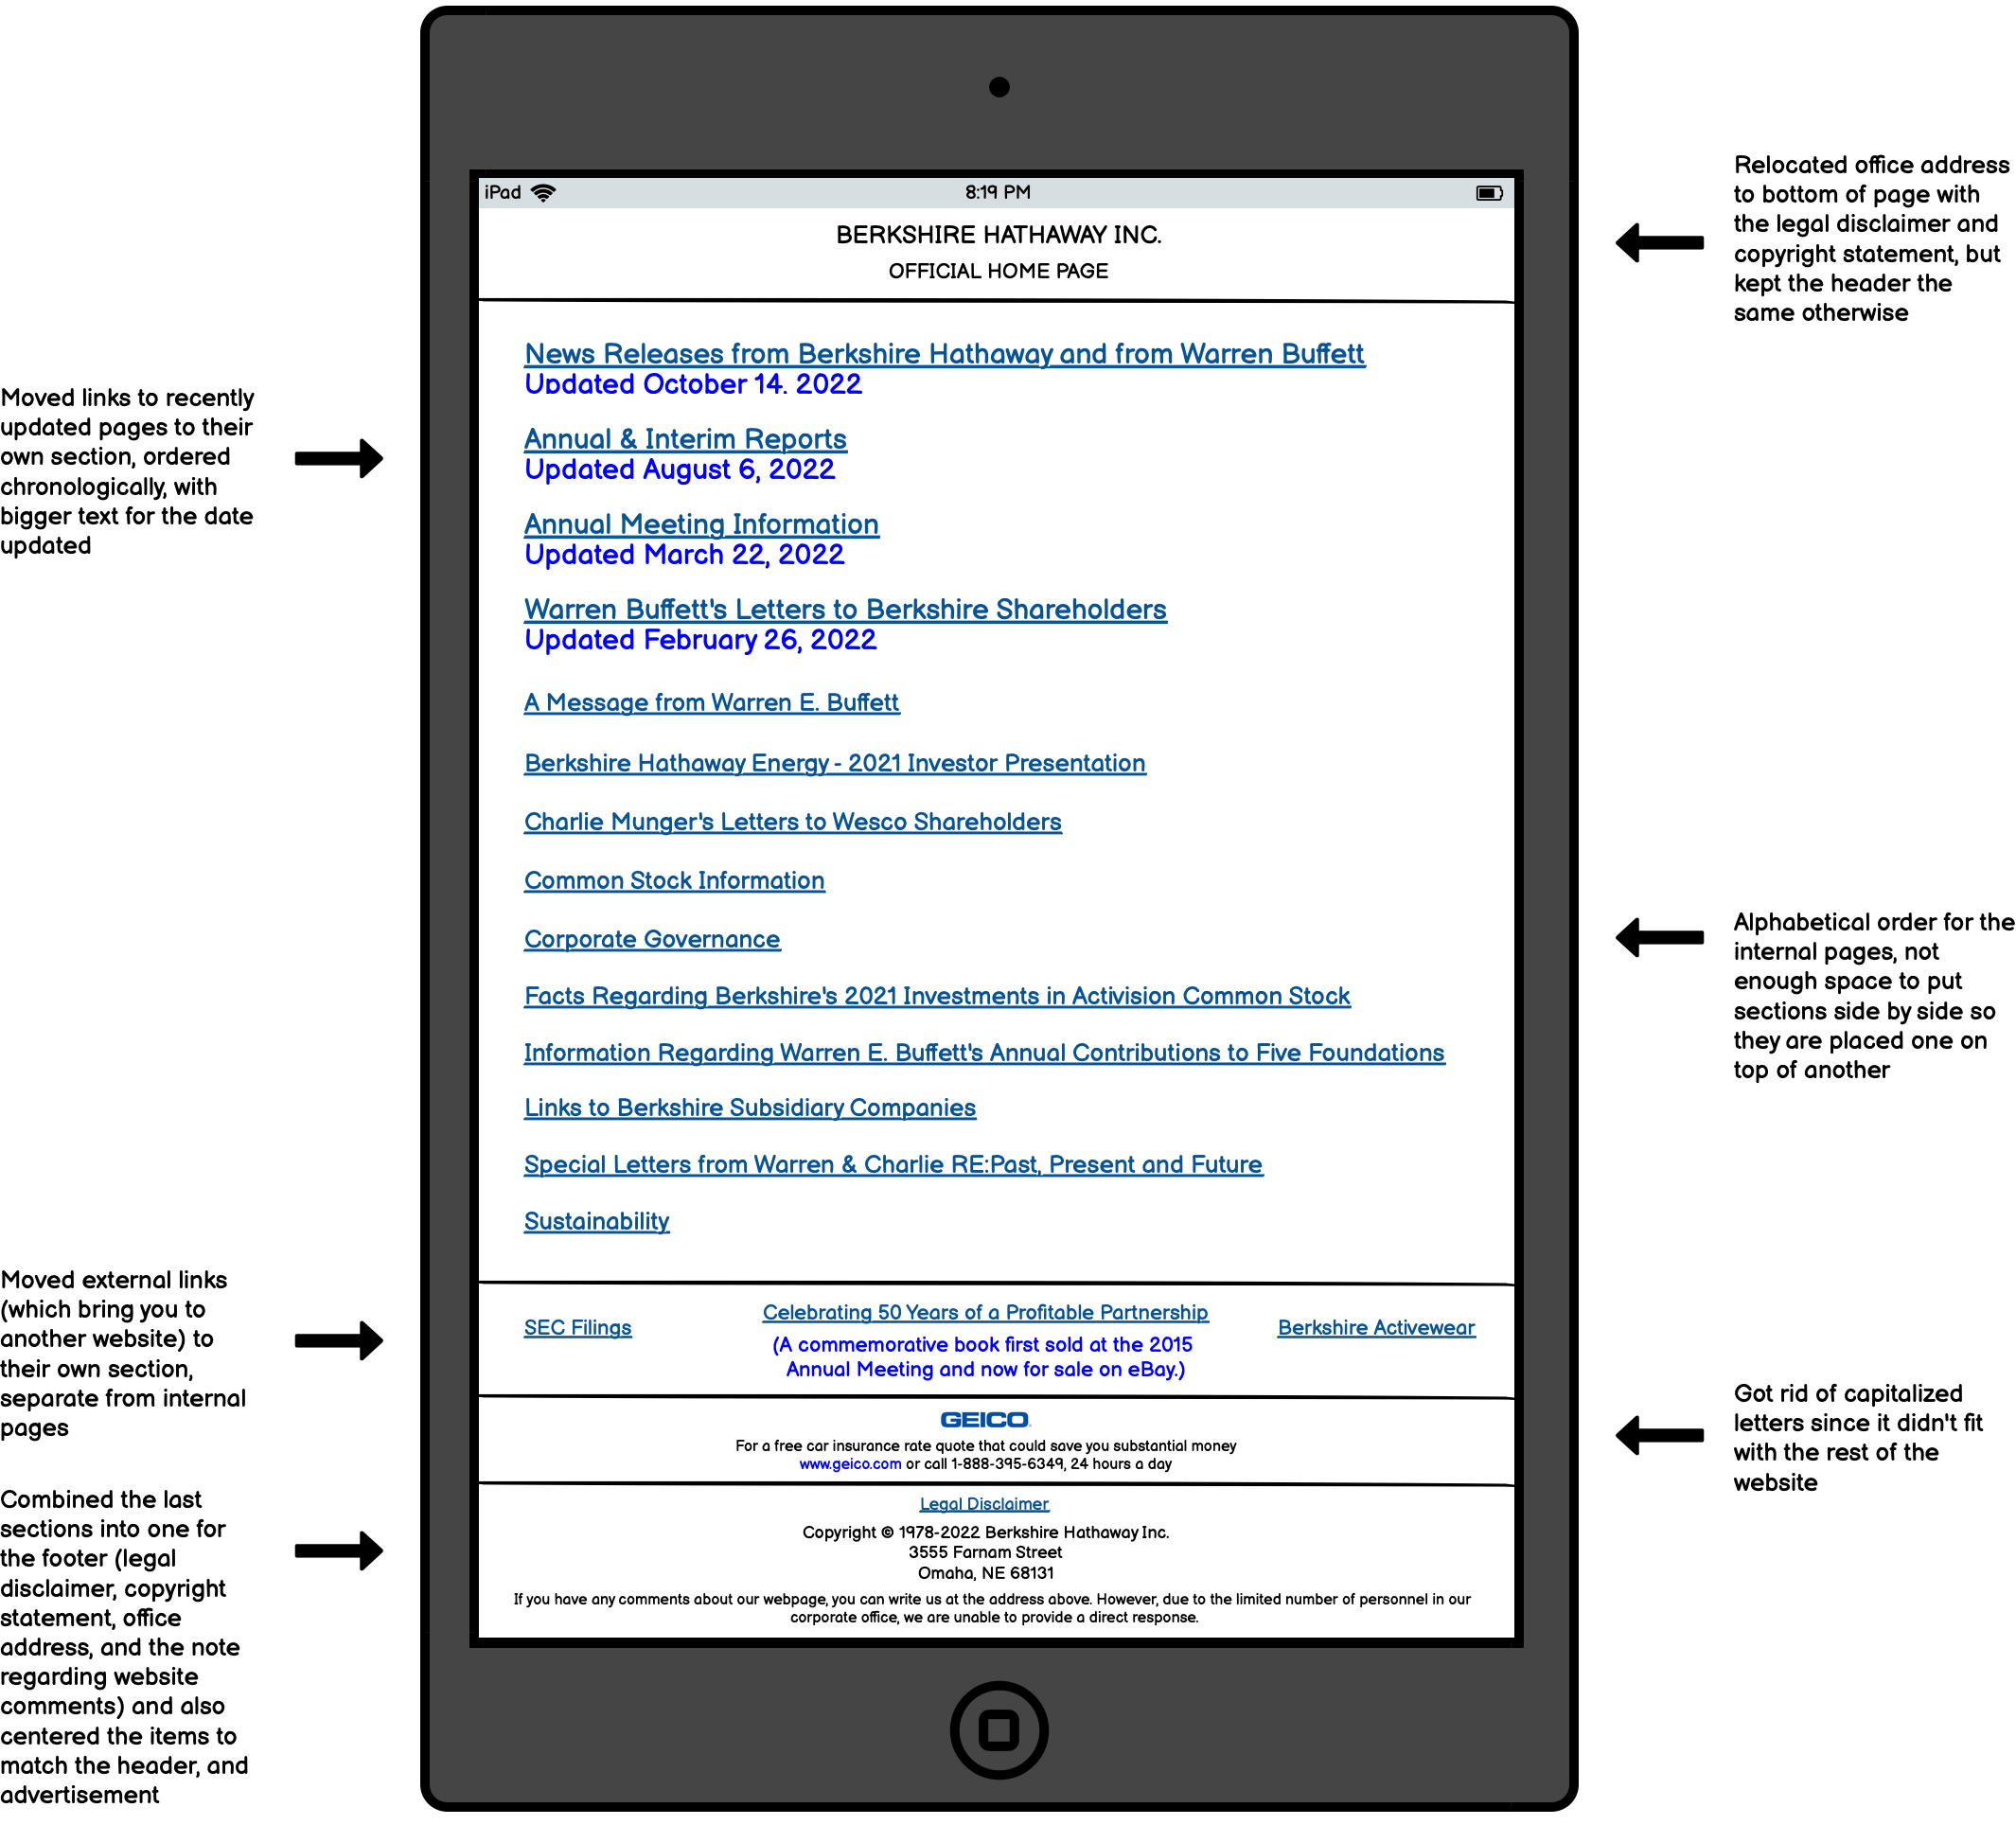 iPad
8:19 PM
BERKSHIRE HATHAWAY INC.
OFFICIAL HOME PAGE
Relocated office address
to bottom of page with
the legal disclaimer and
copyright statement, but
kept the header the
same otherwise
News Releases from Berkshire Hathaway and from Warren Buffett
Updated October 14. 2022
Annual & Interim Reports
Updated August 6, 2022
Annual Meeting Information
Updated March 22, 2022
Warren Buffett's Letters to Berkshire Shareholders
Updated February 26, 2022
Moved links to recently
updated pages to their
own section, ordered
chronologically, with
bigger text for the date
updated
A Message from Warren E. Buffett
Berkshire Hathaway Energy - 2021 Investor Presentation
Charlie Munger's Letters to Wesco Shareholders
Common Stock Information
Corporate Governance
Facts Regarding Berkshire's 2021 Investments in Activision Common Stock
Information Regarding Warren E. Buffett's Annual Contributions to Five Foundations
Links to Berkshire Subsidiary Companies
Special Letters from Warren & Charlie RE:Past, Present and Future
Sustainability
Alphabetical order for the
internal pages, not
enough space to put
sections side by side so
they are placed one on
top of another
Moved external links
(which bring you to
another website) to
their own section,
separate from internal
pages
SEC Filings
Celebrating 50 Years of a Profitable Partnership
(A commemorative book first sold at the 2015
Annual Meeting and now for sale on eBay.)
Berkshire Activewear
GEICO
For a free car insurance rate quote that could save you substantial money
www.geico.com or call 1-888-395-6349, 24 hours a day
Got rid of capitalized
letters since it didn't fit
with the rest of the
website
Legal Disclaimer
Copyright © 1978-2022 Berkshire Hathaway Inc.
3555 Farnam Street
Omaha, NE 68131
If you have any comments about our webpage, you can write us at the address above. However, due to the limited number of personnel in our
corporate office, we are unable to provide a direct response.
Combined the last
sections into one for
the footer (legal
disclaimer, copyright
statement, office
address, and the note
regarding website
comments) and also
centered the items to
match the header, and
advertisement